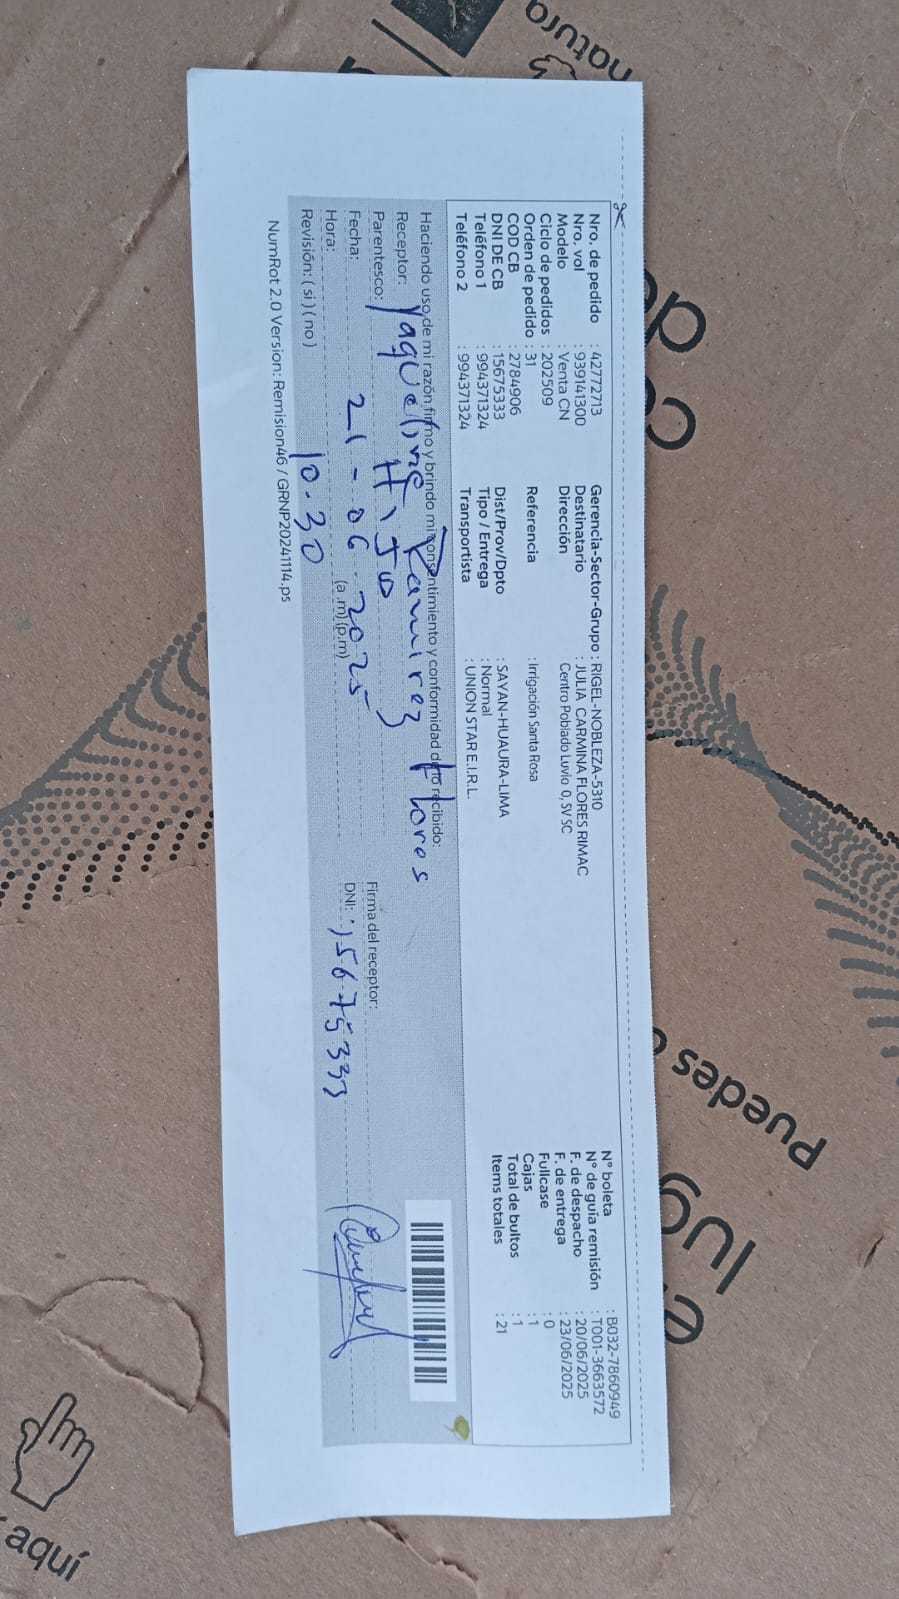 Nro. de pedido : 42772713 Gerencia-Sector-Grupo : RIGEL-NOBLEZA-5310 N° boleta : B032-7860949
Nro. vol : 939141300 Destinatario : JULIA CARMINA FLORES RIMAC N° de guía remisión : T001-3663572
Modelo : Venta CN Dirección Centro Poblado Luvio 0, SV SC F. de despacho : 20/06/2025
Ciclo de pedidos : 202509 F. de entrega : 23/06/2025
Orden de pedido : 31 Referencia : Irrigación Santa Rosa Fullcase : 0
COD CB : 2784906 Cajas : 1
DNI DE CB : 15675333 Dist/Prov/Dpto : SAYAN-HUAURA-LIMA Total de bultos : 1
Teléfono 1 : 994371324 Tipo / Entrega : Normal Items totales : 21
Teléfono 2 : 994371324 Transportista : UNION STAR E.I.R.L.
Haciendo uso de mi razón firmo y brindo mi consentimiento y conformidad de lo recibido:
Receptor: Yaqueline Ramirez Flores
Parentesco: Hijo Firma del receptor:
Fecha: 21-06 2025 DNI: 15675333
Hora: 10.30 (a.m)(p.m)
Revisión: ( si ) ( no )
NumRot 2.0 Version: Remision46 / GRNP20241114.ps
natura
Puedes
lug
aquí